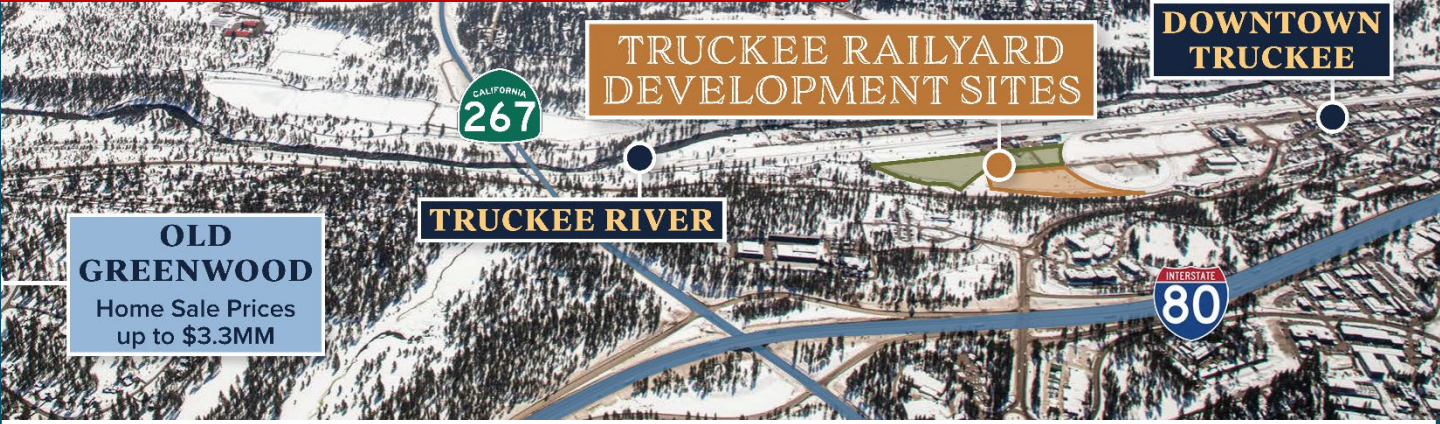 DOWNTOWN
TRUCKEE
TRUCKEE RAILYARD
DEVELOPMENT SITES
CALIFORNIA
267
TRUCKEE RIVER
OLD
GREENWOOD
Home Sale Prices
up to $3.3MM
INTERSTATE
80